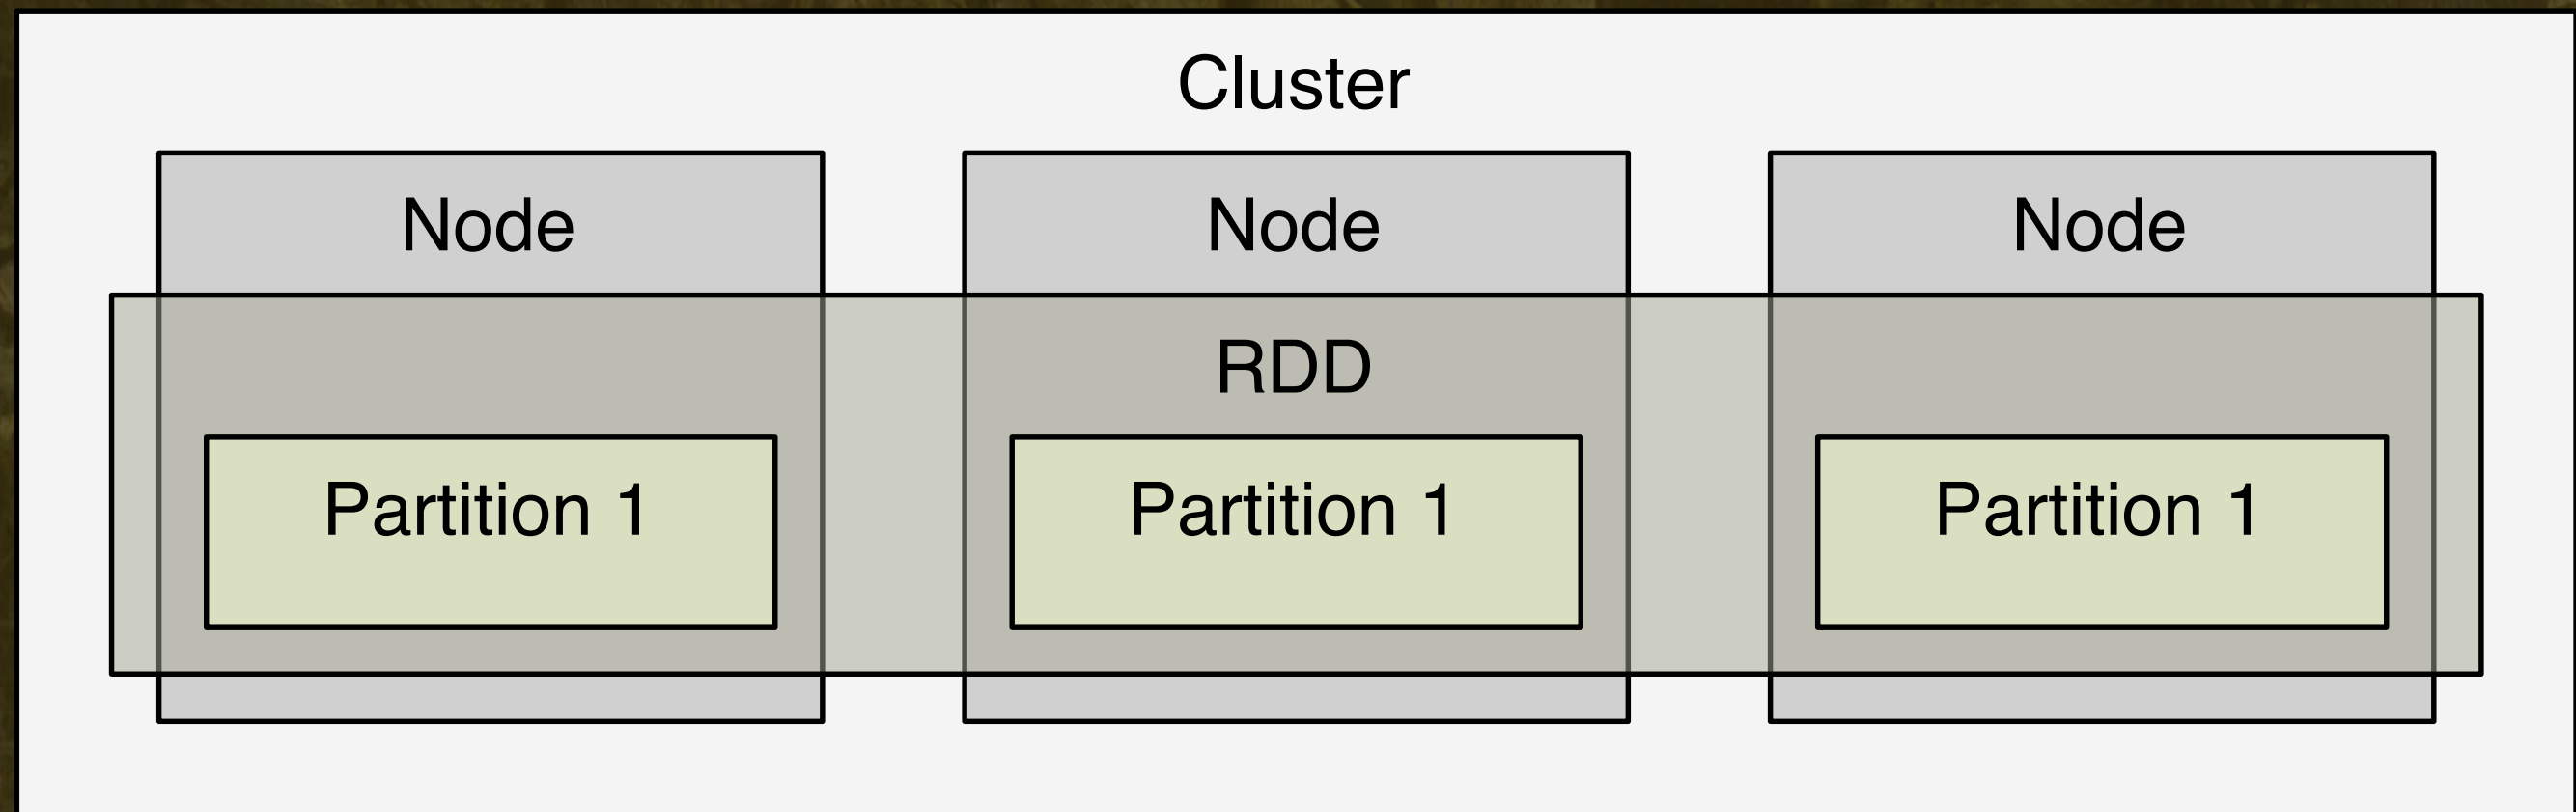 Cluster
Node Node Node
RDD
Partition 1 Partition 1 Partition 1